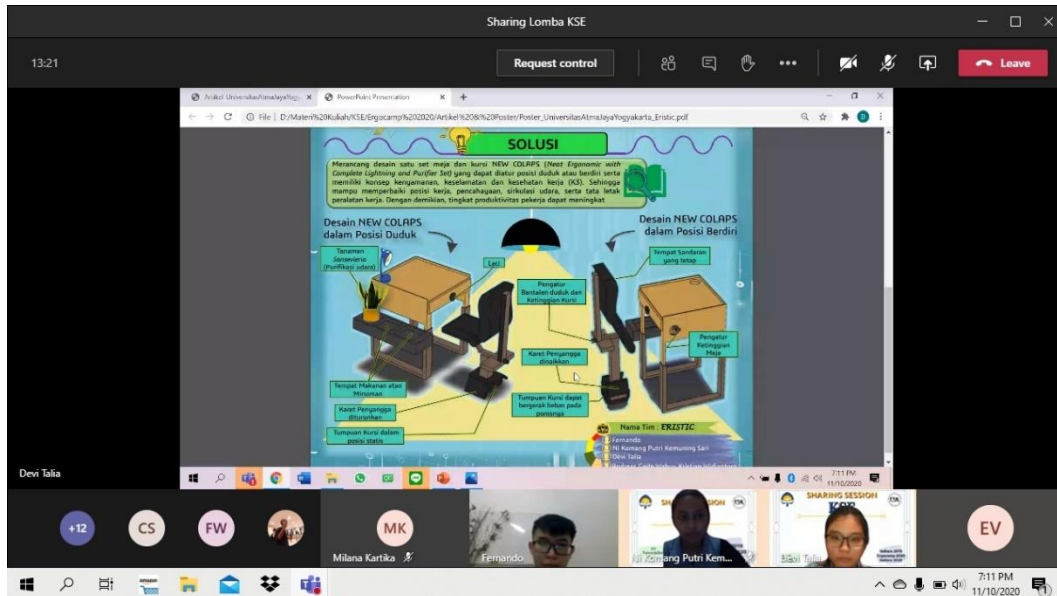 Sharing Lomba KSE
13:21
Request control
Leave
Artikel UniversitasAtmaJayaYog
PowerPoint Presentation
File | D:/Materi%20Kuliah/KSE/Ergocamp%202020/Artikel%20&%20Poster/Poster_UniversitasAtmaJayaYogyakarta_Eristic.pdf
SOLUSI
Merancang desain satu set meja dan kursi NEW COLAPS (Neat Ergonomic with
Complete Lightning and Purifier Set) yang dapat diatur posisi duduk atau berdiri serta
memiliki konsep kenyamanan, keselamatan dan kesehatan kerja (K3). Sehingga
mampu memperbaiki posisi kerja, pencahayaan, sirkulasi udara, serta tata letak
peralatan kerja. Dengan demikian, tingkat produktivitas pekerja dapat meningkat
Desain NEW COLAPS
dalam Posisi Duduk
Desain NEW COLAPS
dalam Posisi Berdiri
Tanaman
Sansevieria
(Purifikasi udara)
Laci
Tempat Sandaran
yang tetap
Pengatur
Bantalan duduk dan
Ketinggian Kursi
Pengatur
Ketinggian
Meja
Karet Penyangga
dinaikkan
Tempat Makanan atau
Minuman
Karet Penyangga
diturunkan
Tumpuan Kursi dapat
bergerak bebas pada
porosnya
Tumpuan Kursi dalam
posisi statis
Nama Tim : ERISTIC
Fernando
Ni Komang Putri Kemuning Sari
Devi Talia
Devi Talia
7:11 PM
11/10/2020
+12
CS
FW
MK
Milana Kartika
Fernando
Ni Komang Putri Kem...
SHARING SESSION
KSE
Devi Talia
EV
7:11 PM
11/10/2020